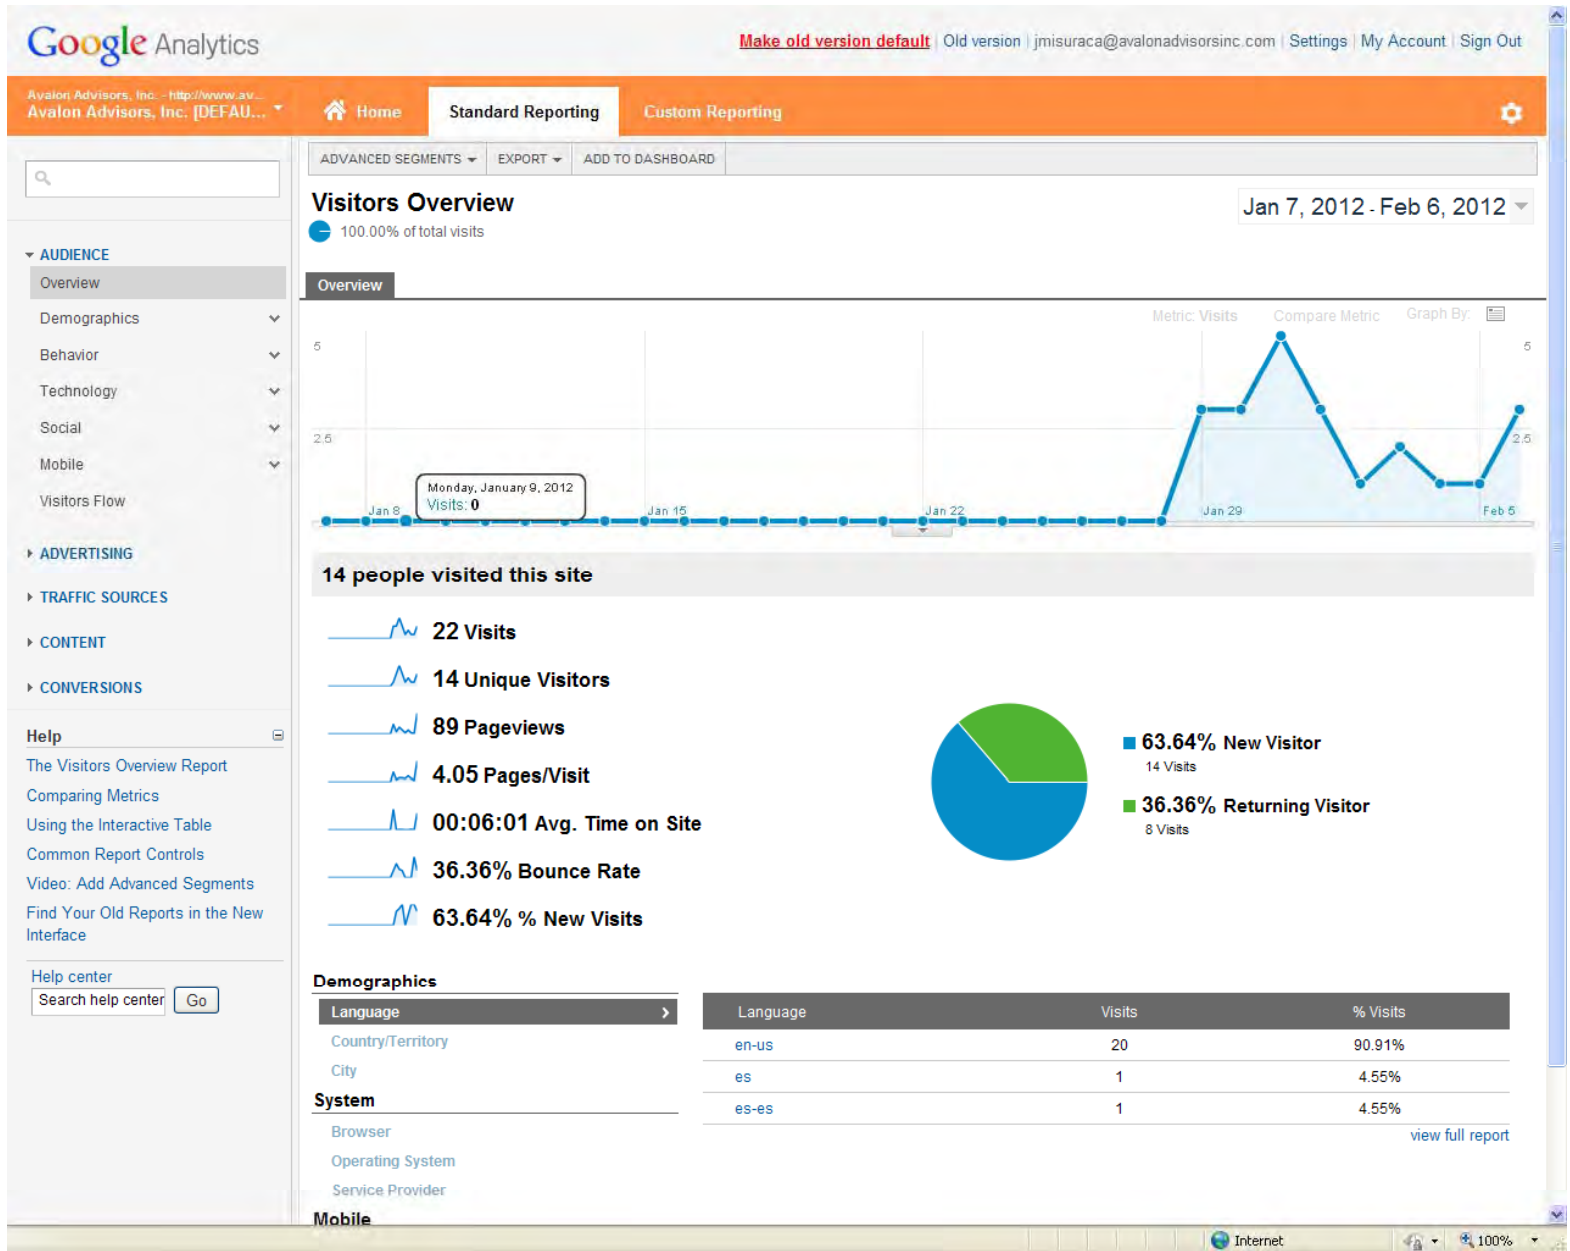 Google Analytics
Make old version default | Old version | jmisuraca@avalonadvisorsinc.com | Settings | My Account | Sign Out
Avalon Advisors, Inc. - http://www.av...
Avalon Advisors, Inc. [DEFAU...
Home
Standard Reporting
Custom Reporting
ADVANCED SEGMENTS
EXPORT
ADD TO DASHBOARD
Visitors Overview
100.00% of total visits
Jan 7, 2012 - Feb 6, 2012
AUDIENCE
Overview
Demographics
Behavior
Technology
Social
Mobile
Visitors Flow
ADVERTISING
TRAFFIC SOURCES
CONTENT
CONVERSIONS
Help
The Visitors Overview Report
Comparing Metrics
Using the Interactive Table
Common Report Controls
Video: Add Advanced Segments
Find Your Old Reports in the New
Interface
Help center
Search help center
Go
Overview
Metric: Visits
Compare Metric
Graph By:
5
5
2.5
2.5
Monday, January 9, 2012
Visits: 0
Jan 8
Jan 15
Jan 22
Jan 29
Feb 5
14 people visited this site
22 Visits
14 Unique Visitors
89 Pageviews
4.05 Pages/Visit
00:06:01 Avg. Time on Site
36.36% Bounce Rate
63.64% % New Visits
63.64% New Visitor
14 Visits
36.36% Returning Visitor
8 Visits
Demographics
Language
Country/Territory
City
System
Browser
Operating System
Service Provider
Mobile
Language Visits % Visits
en-us 20 90.91%
es 1 4.55%
es-es 1 4.55%
view full report
Internet
100%